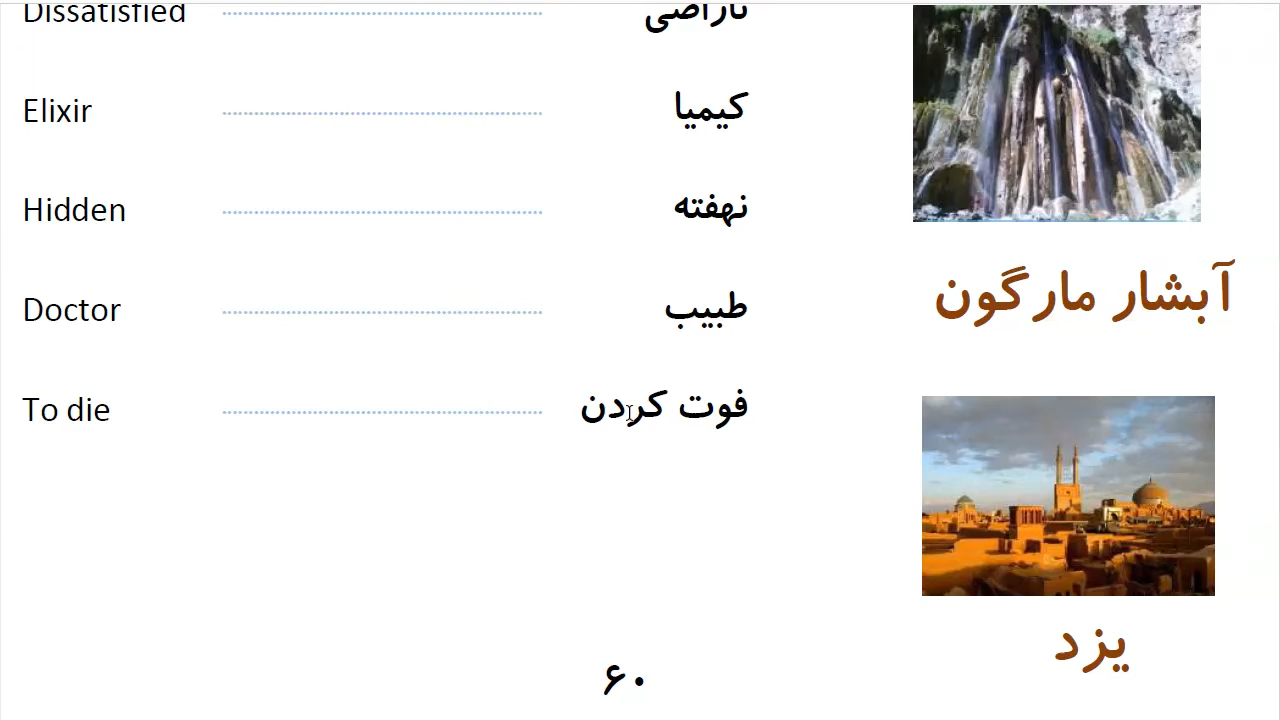 Dissatisfied ناراضی
Elixir کیمیا
Hidden نهفته
Doctor طبیب
To die فوت کردن
آبشار مارگون
یزد
۶۰